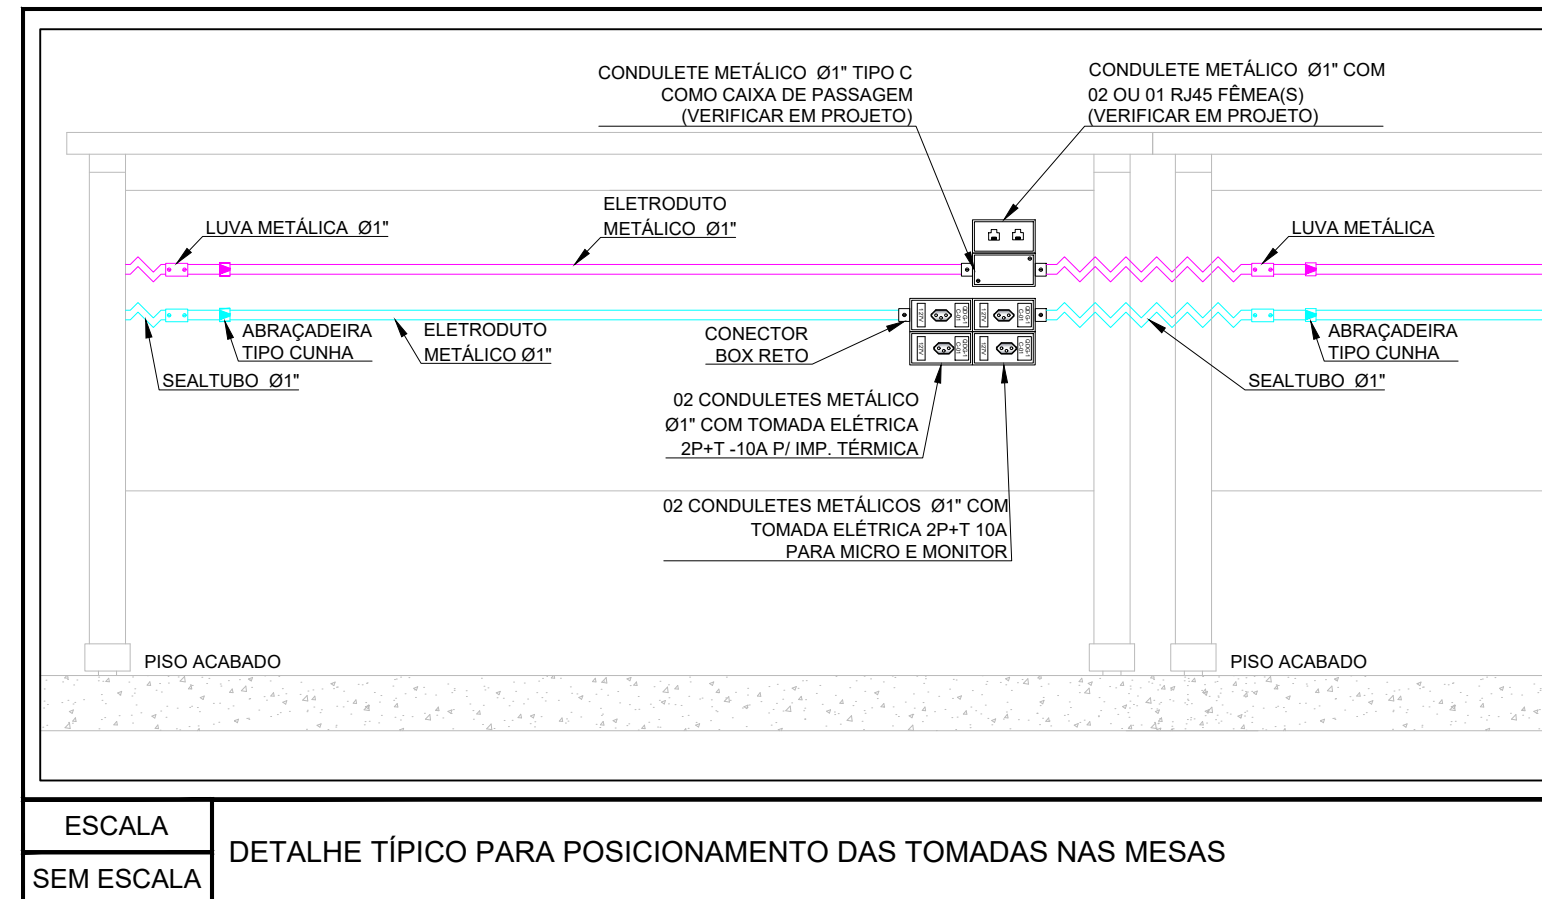 CONDULETE METÁLICO Ø1" TIPO C
COMO CAIXA DE PASSAGEM
(VERIFICAR EM PROJETO)
CONDULETE METÁLICO Ø1" COM
02 OU 01 RJ45 FÊMEA(S)
(VERIFICAR EM PROJETO)
LUVA METÁLICA Ø1"
ELETRODUTO
METÁLICO Ø1"
LUVA METÁLICA
ABRAÇADEIRA
TIPO CUNHA
ELETRODUTO
METÁLICO Ø1"
SEALTUBO Ø1"
CONECTOR
BOX RETO
127V
127V
127V
127V
ABRAÇADEIRA
TIPO CUNHA
SEALTUBO Ø1"
02 CONDULETES METÁLICO
Ø1" COM TOMADA ELÉTRICA
2P+T -10A P/ IMP. TÉRMICA
02 CONDULETES METÁLICOS Ø1" COM
TOMADA ELÉTRICA 2P+T 10A
PARA MICRO E MONITOR
PISO ACABADO
PISO ACABADO
ESCALA
SEM ESCALA
DETALHE TÍPICO PARA POSICIONAMENTO DAS TOMADAS NAS MESAS